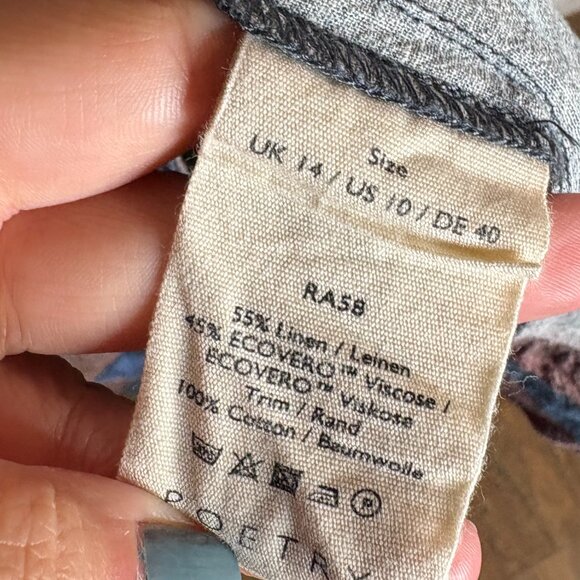 Size
UK 14 / US 10 / DE 40
RA58
55% Linen / Leinen
45% ECOVERO™ Viscose /
ECOVERO™ Viskose
Trim / Rand
100% Cotton / Baumwolle
POETRY